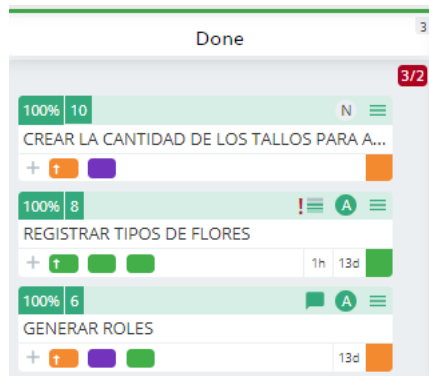 Done
3
3/2
100% 10 N
CREAR LA CANTIDAD DE LOS TALLOS PARA A...
100% 8 ! A
REGISTRAR TIPOS DE FLORES
+ 1h 13d
100% 6 A
GENERAR ROLES
+ 13d